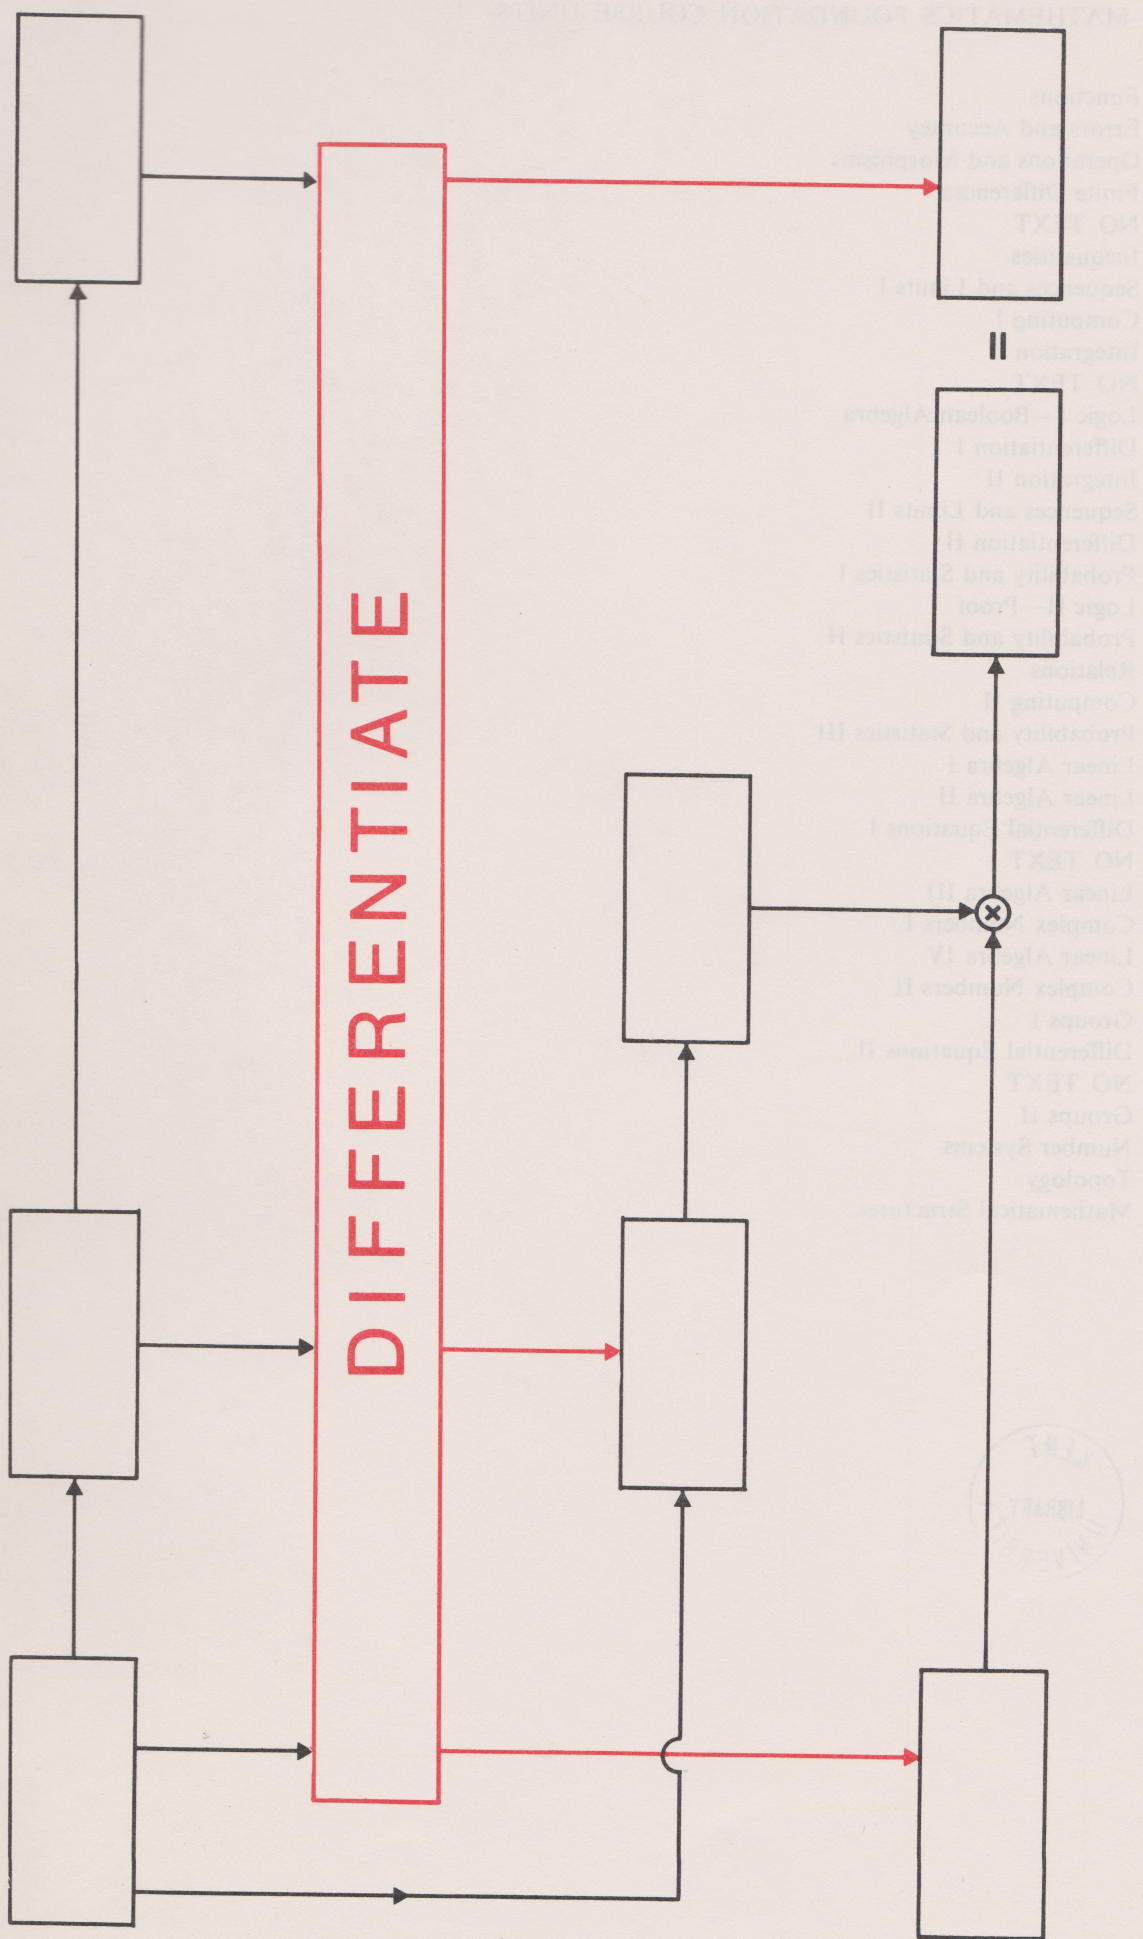 DIFFERENTIATE
=
×
MATHEMATICS FOUNDATION COURSE UNITS
Functions
Errors and Accuracy
Operations and Morphisms
Finite Differences
NO TEXT
Inequalities
Sequences and Limits I
Computing I
Integration
NO TEXT
Logic I—Boolean Algebra
Differentiation I
Integration II
Sequences and Limits II
Differentiation II
Probability and Statistics I
Logic II—Proof
Probability and Statistics II
Relations
Computing II
Probability and Statistics III
Linear Algebra I
Linear Algebra II
Differential Equations I
NO TEXT
Linear Algebra III
Complex Numbers I
Linear Algebra IV
Complex Numbers II
Groups I
Differential Equations II
NO TEXT
Groups II
Number Systems
Topology
Mathematical Structures
KENT
LIBRARY